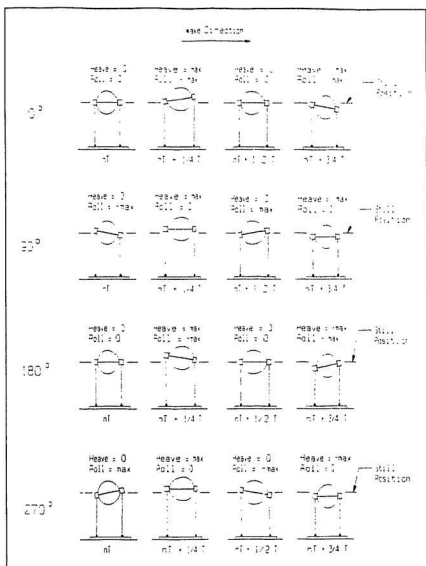 Wave Direction
Heave = 0 Heave = max Heave = 0 Heave = -max
Roll = 0 Roll = max Roll = 0
Position
0°
nT nT + 1/4 T nT + 1/2 T nT + 3/4 T
Heave = 0 Heave = max Heave = 0 Heave = -max
Roll = -max Roll = 0 Roll = max Roll = 0
Still
Position
90°
nT nT + 1/4 T nT + 1/2 T nT + 3/4 T
Heave = 0 Heave = max Heave = 0 Heave = -max
Roll = 0 Roll = -max Roll = 0 Roll = max
Still
Position
180°
nT nT + 3/4 T nT + 1/2 T nT + 3/4 T
Heave = 0 Heave = max Heave = 0 Heave = -max
Roll = max Roll = 0 Roll = -max Roll = 0
Still
Position
270°
nT nT + 1/4 T nT + 1/2 T nT + 3/4 T